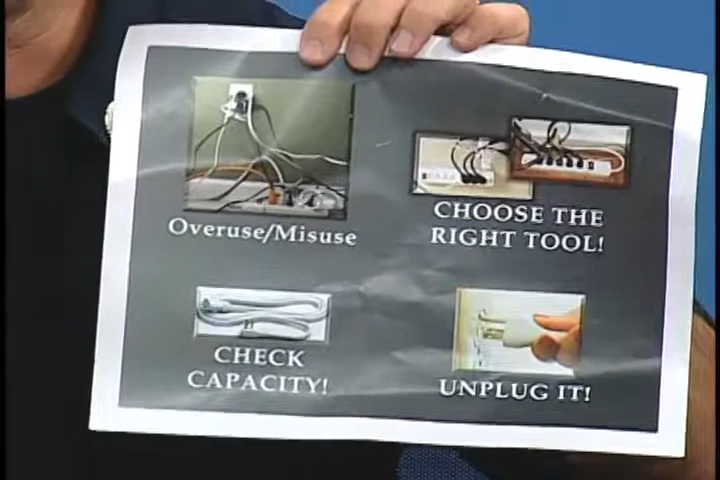 Overuse/Misuse
CHOOSE THE
RIGHT TOOL!
CHECK
CAPACITY!
UNPLUG IT!